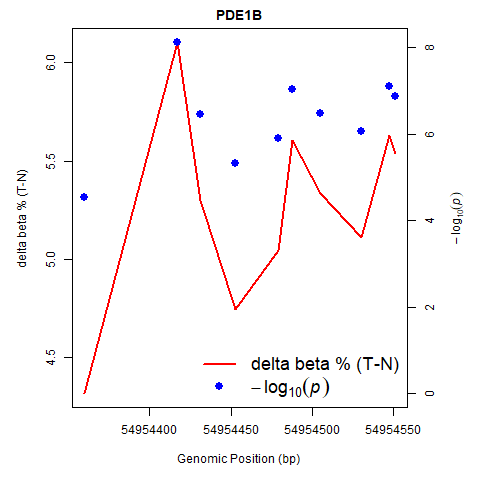 PDE1B
6.0
5.5
5.0
4.5
delta beta % (T-N)
8
6
4
2
0
−log₁₀(p)
delta beta % (T-N)
−log₁₀(p)
54954400 54954450 54954500 54954550
Genomic Position (bp)